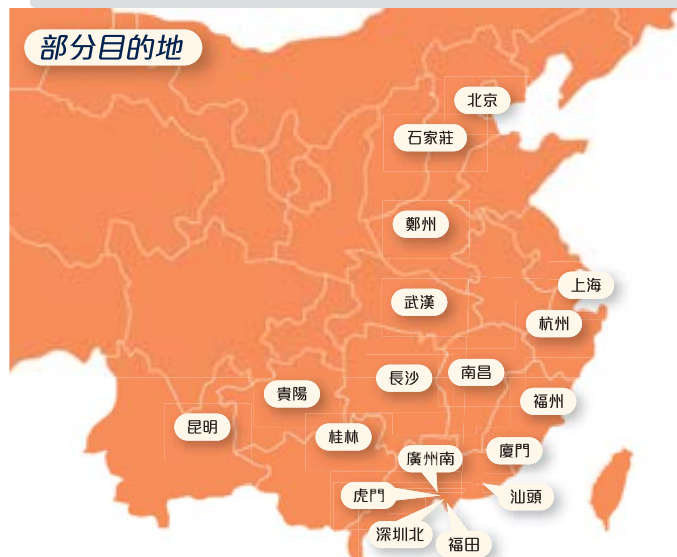 部分目的地
北京
石家莊
鄭州
上海
武漢
杭州
南昌
長沙
貴陽
福州
昆明
桂林
廈門
廣州南
虎門
汕頭
深圳北
福田